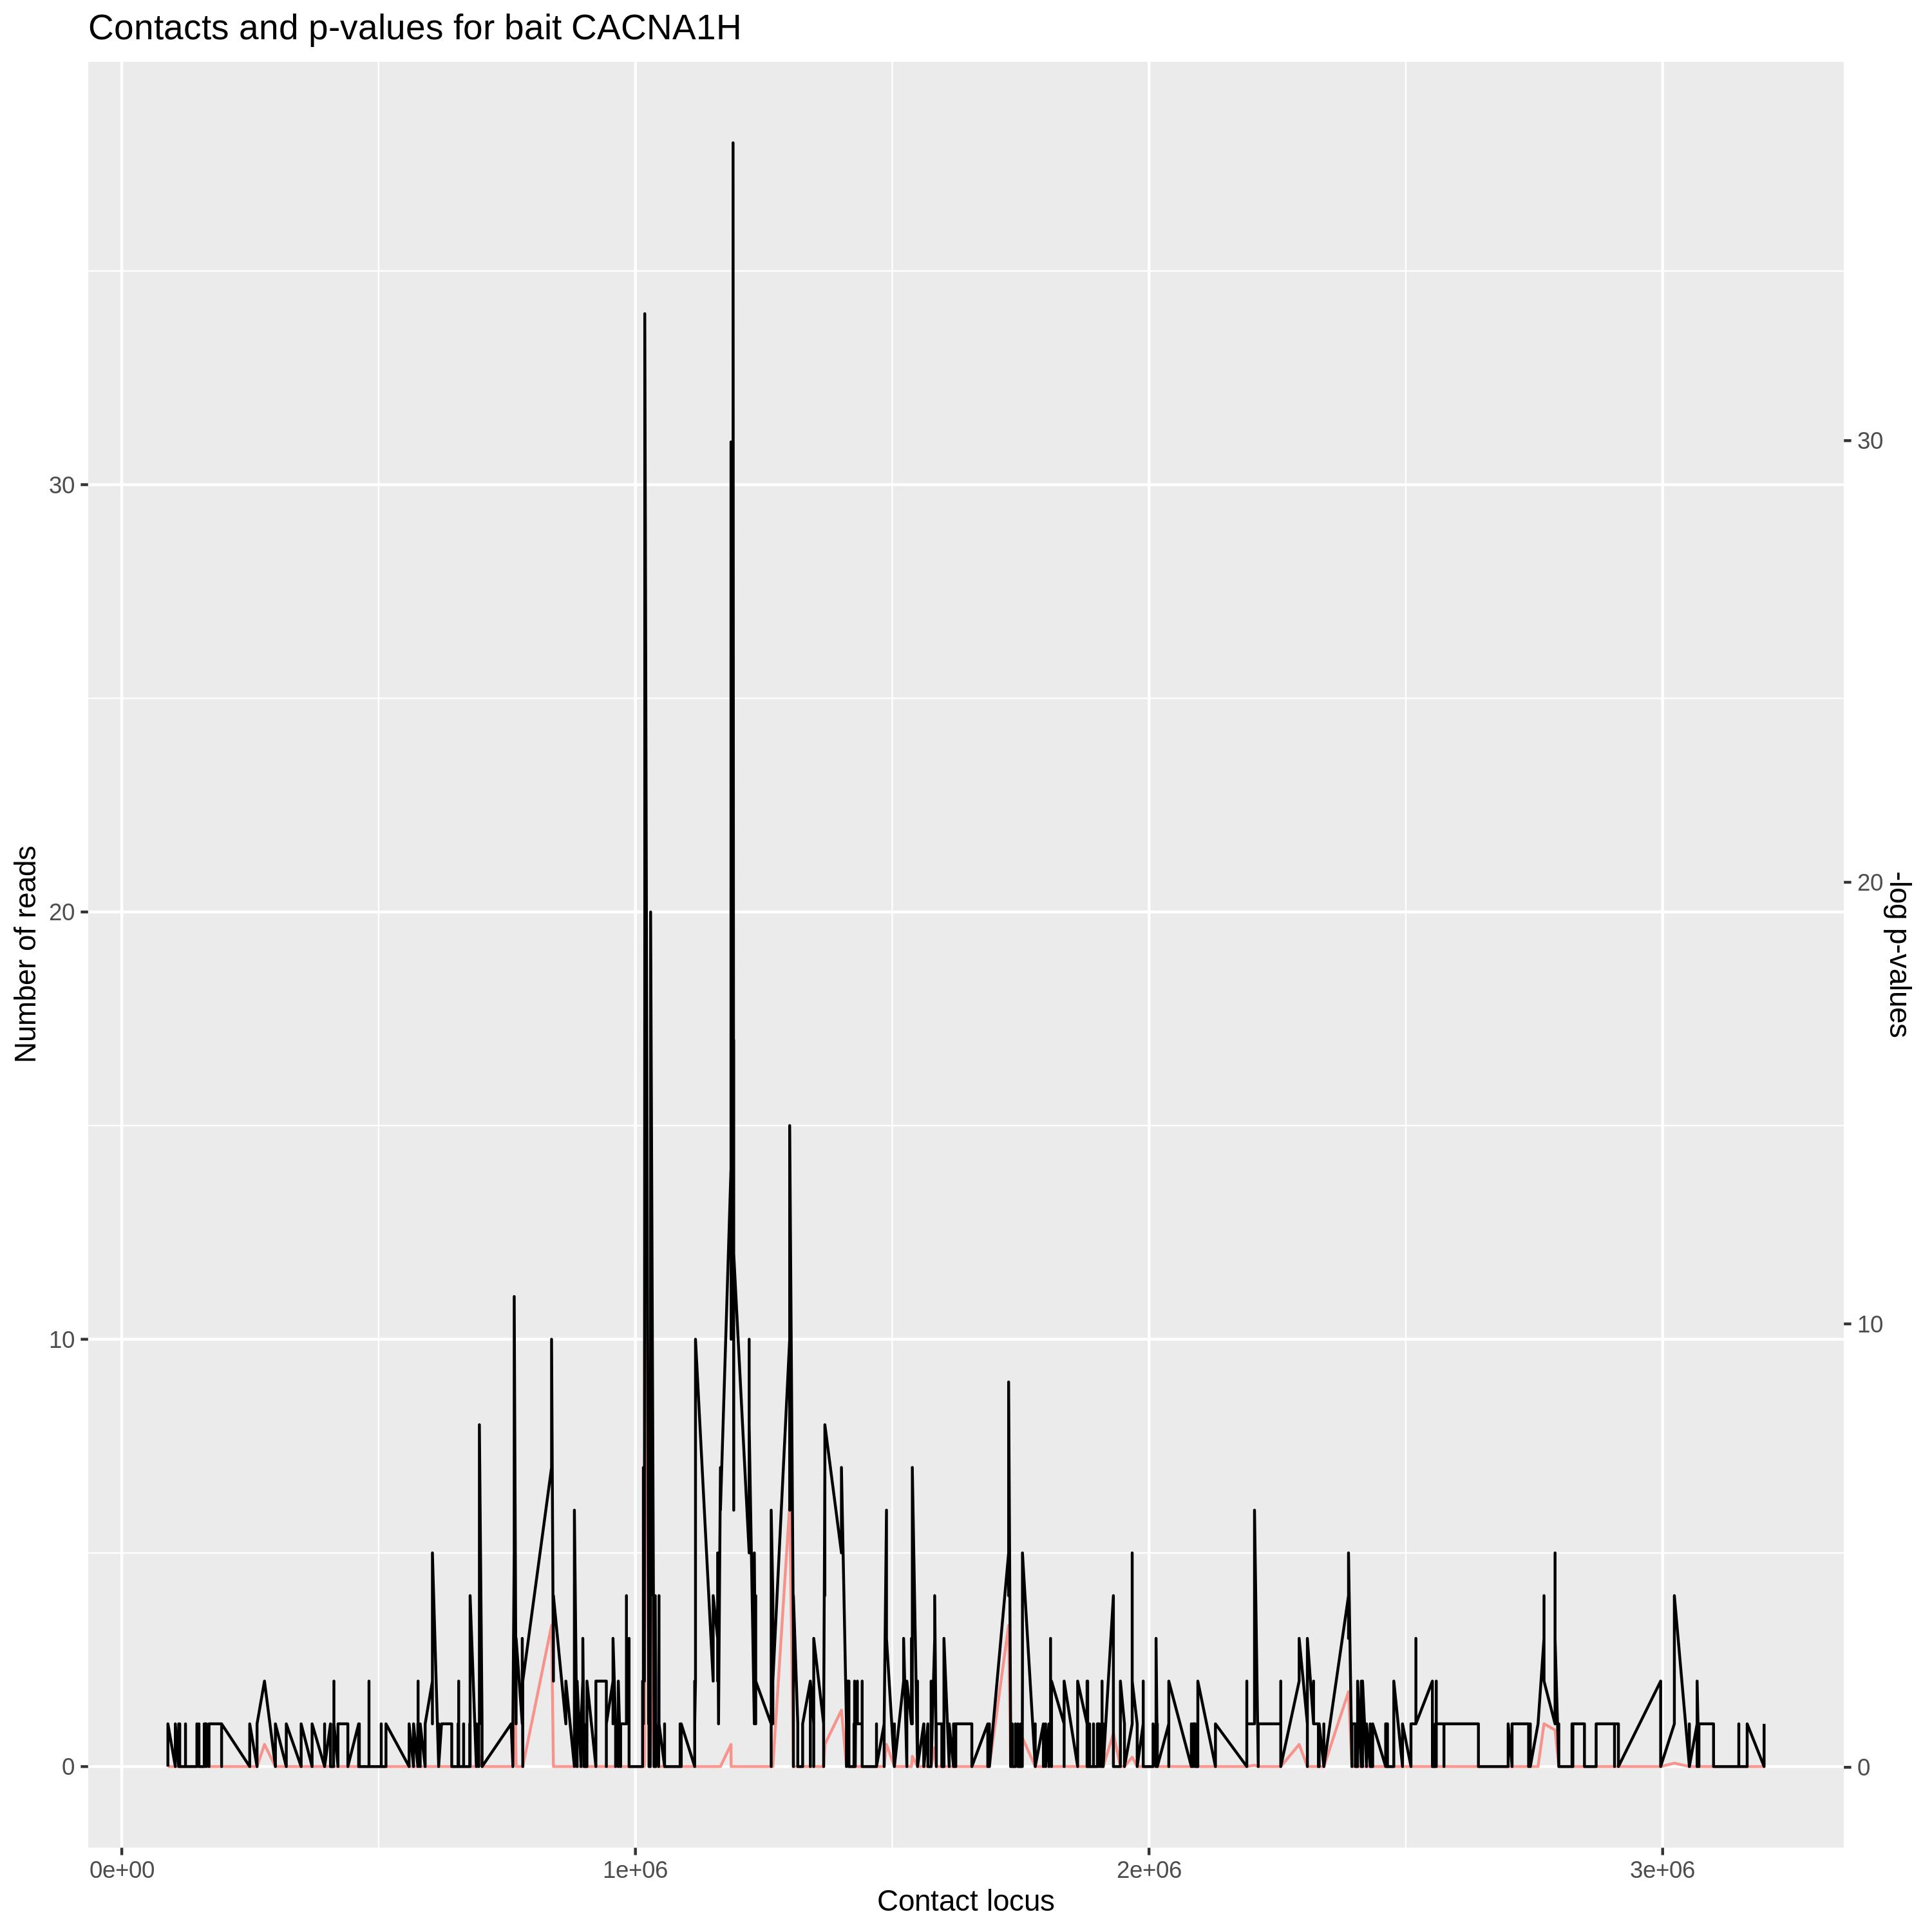 Contacts and p-values for bait CACNA1H
Number of reads
30
20
10
0
30
20
10
0
-log p-values
0e+00 1e+06 2e+06 3e+06
Contact locus